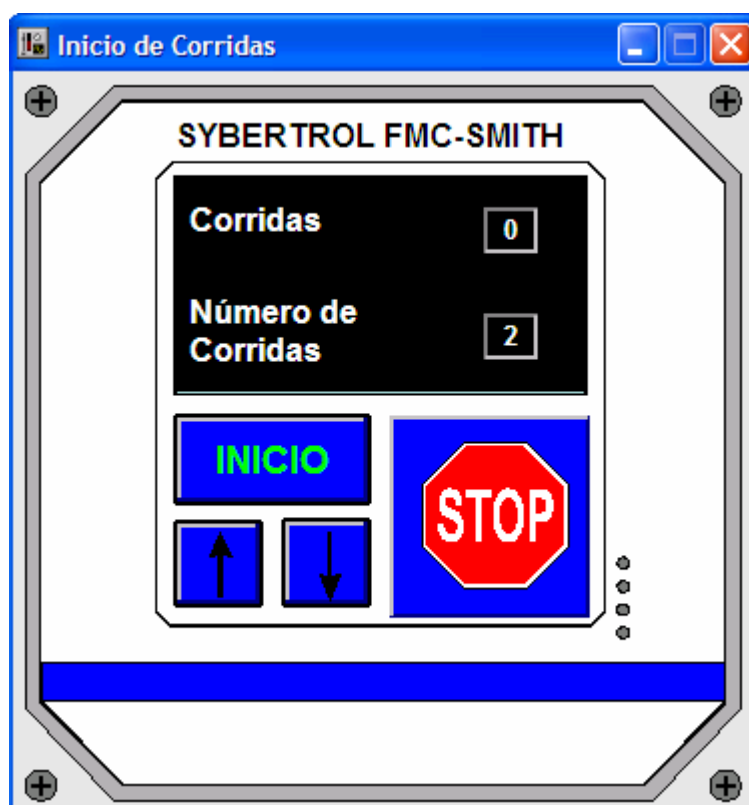 Inicio de Corridas
SYBERTROL FMC-SMITH
Corridas
0
Número de
Corridas
2
INICIO
STOP